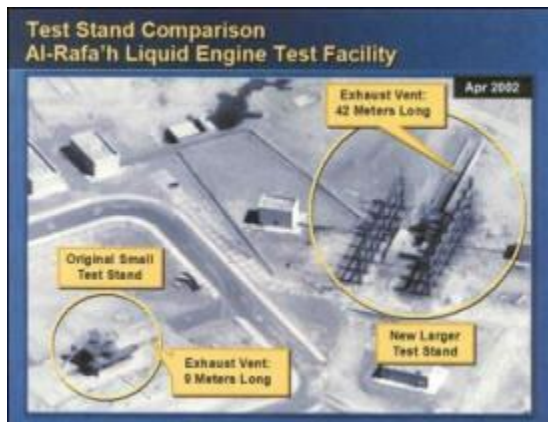 Test Stand Comparison
Al-Rafa'h Liquid Engine Test Facility
Apr 2002
Exhaust Vent:
42 Meters Long
Original Small
Test Stand
Exhaust Vent:
9 Meters Long
New Larger
Test Stand